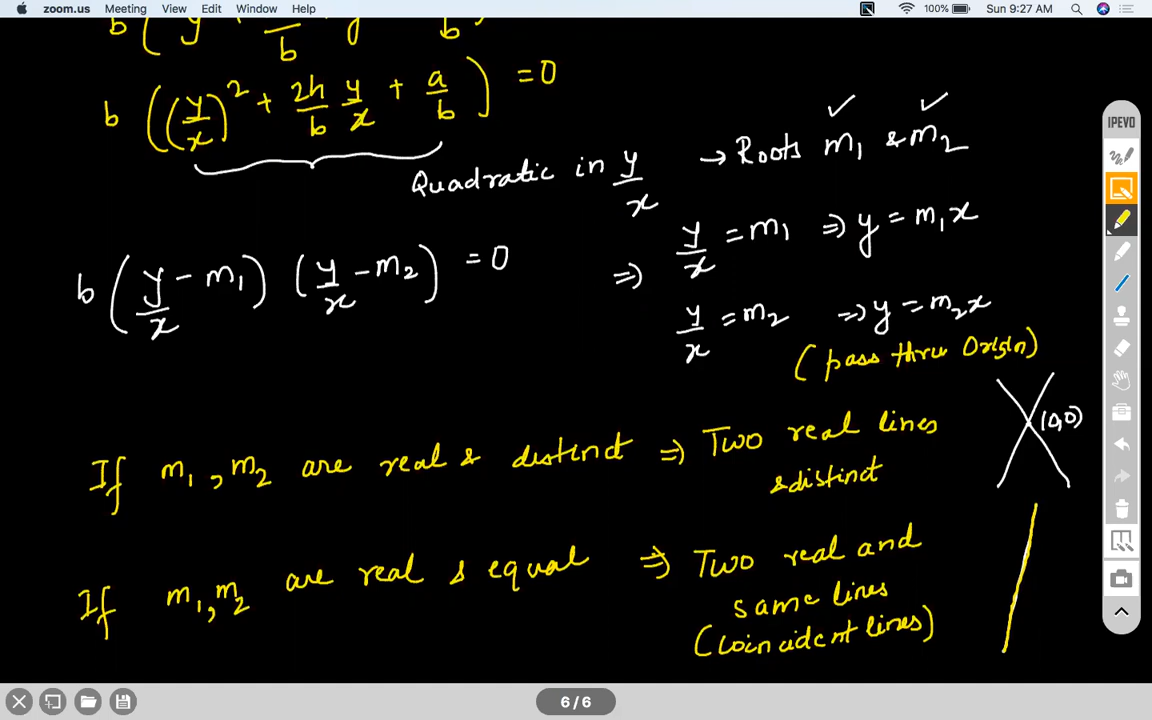 zoom.us Meeting View Edit Window Help 100% Sun 9:27 AM
b ( y b y b
b ((y/x)² + 2h/b y/x + a/b) = 0
Quadratic in y/x → Roots m₁ & m₂
b (y/x - m₁) (y/x - m₂) = 0 ⇒ y/x = m₁ ⇒ y = m₁x
y/x = m₂ ⇒ y = m₂x
(pass thru Origin)
(0,0)
If m₁, m₂ are real & distinct ⇒ Two real lines
& distinct
If m₁, m₂ are real & equal ⇒ Two real and
same lines
(coincident lines)
IPEVO
6/6